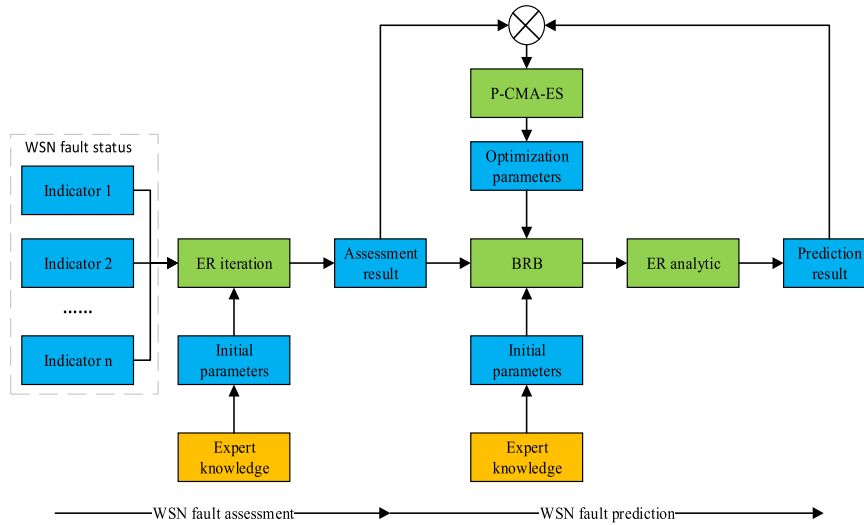 P-CMA-ES
WSN fault status
Optimization
parameters
Indicator 1
Indicator 2
ER iteration
Assessment
result
BRB
ER analytic
Prediction
result
......
Indicator n
Initial
parameters
Initial
parameters
Expert
knowledge
Expert
knowledge
WSN fault assessment
WSN fault prediction